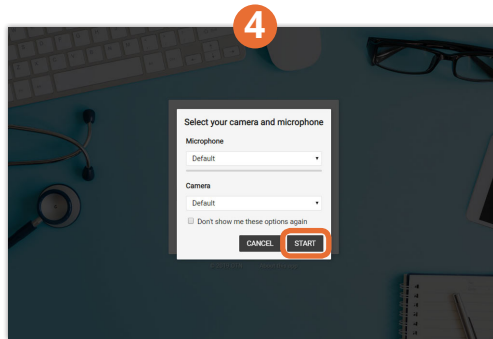 4
Select your camera and microphone
Microphone
Default
Camera
Default
Don't show me these options again
CANCEL START